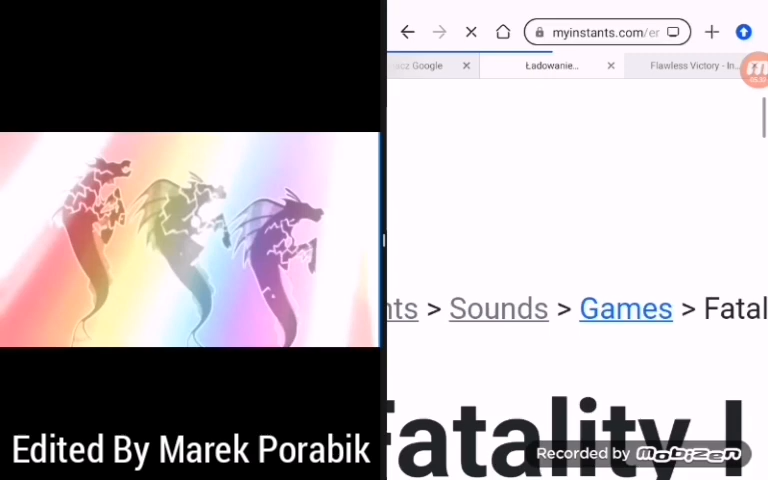 myinstants.com/er
icz Google
Ładowanie...
Flawless Victory - In...
nts > Sounds > Games > Fatal
Fatality !
Edited By Marek Porabik
Recorded by MOBIZEN